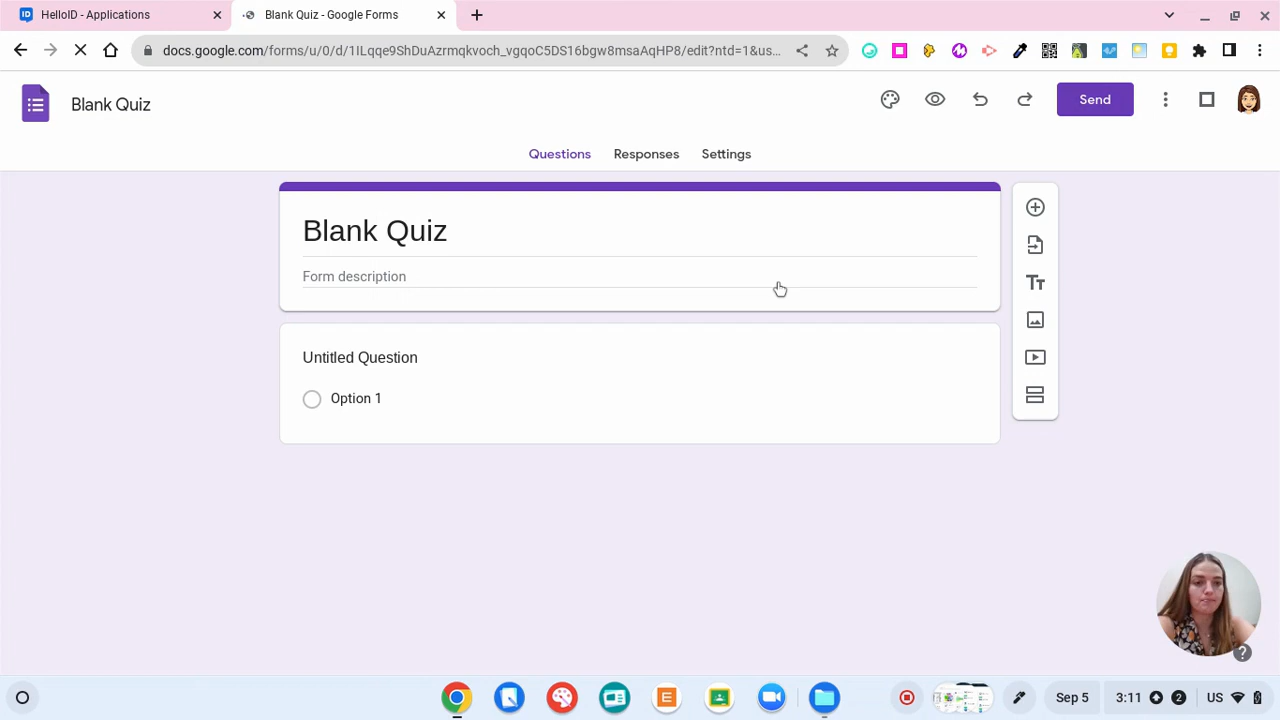 HelloID - Applications
Blank Quiz - Google Forms
docs.google.com/forms/u/0/d/1ILqqe9ShDuAzrmqkvoch_vgqoC5DS16bgw8msaAqHP8/edit?ntd=1&us...
Blank Quiz
Send
Questions
Responses
Settings
Blank Quiz
Form description
Untitled Question
Option 1
Sep 5
3:11
2
US